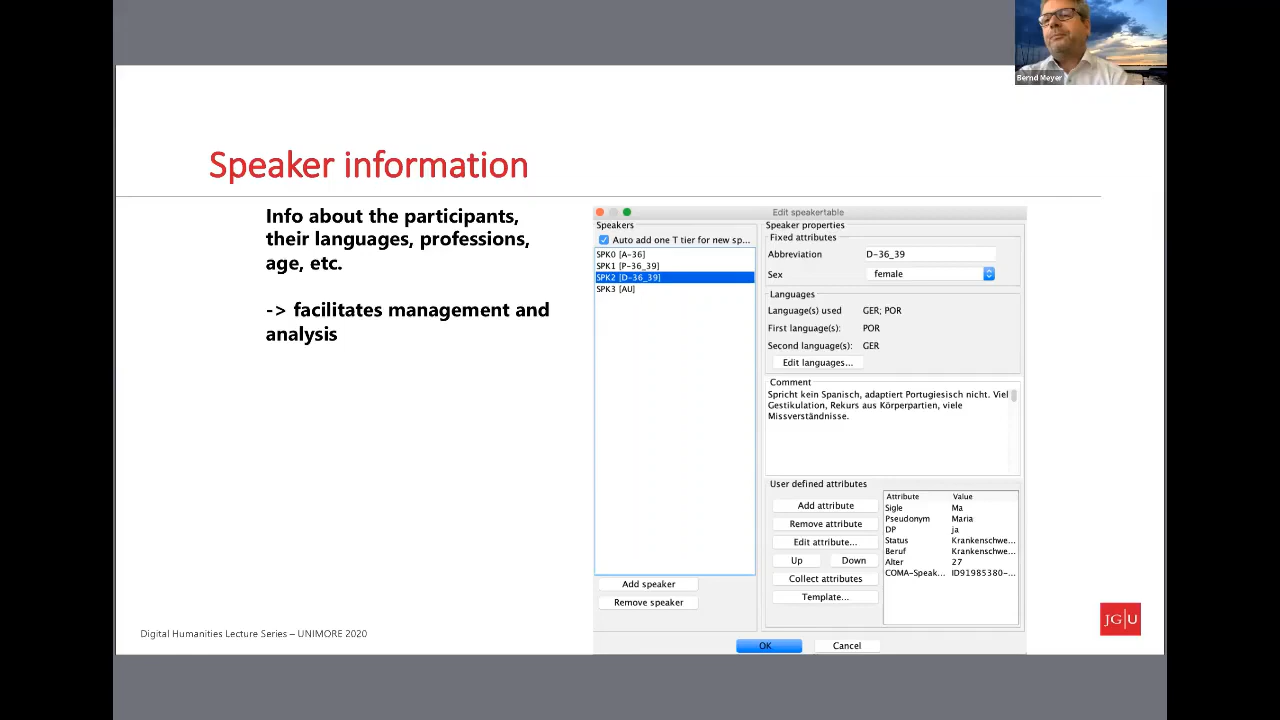 Bernd Meyer
Speaker information
Info about the participants,
their languages, professions,
age, etc.
-> facilitates management and
analysis
Edit speakertable
Speakers
Auto add one T tier for new sp...
SPK0 [A-36]
SPK1 [P-36_39]
SPK2 [D-36_39]
SPK3 [AU]
Add speaker
Remove speaker
Speaker properties
Fixed attributes
Abbreviation D-36_39
Sex female
Languages
Language(s) used GER; POR
First language(s): POR
Second language(s): GER
Edit languages...
Comment
Spricht kein Spanisch, adaptiert Portugiesisch nicht. Viel
Gestikulation, Rekurs aus Körperpartien, viele
Missverständnisse.
User defined attributes
Add attribute
Remove attribute
Edit attribute...
Up Down
Collect attributes
Template...
Attribute Value
Sigle Ma
Pseudonym Maria
DP ja
Status Krankenschwe...
Beruf Krankenschwe...
Alter 27
COMA-Speak... ID91985380-...
OK Cancel
Digital Humanities Lecture Series – UNIMORE 2020
JG|U